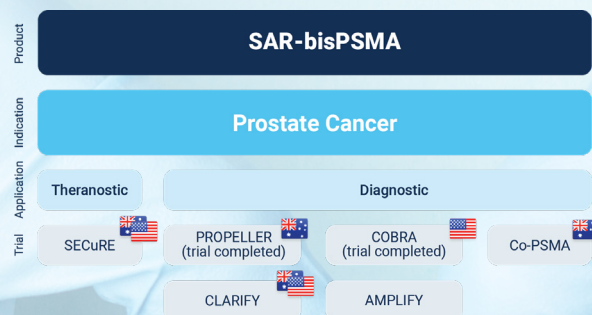 Product
SAR-bisPSMA
Indication
Prostate Cancer
Application
Theranostic
Diagnostic
Trial
SECuRE
PROPELLER
(trial completed)
COBRA
(trial completed)
Co-PSMA
CLARIFY
AMPLIFY